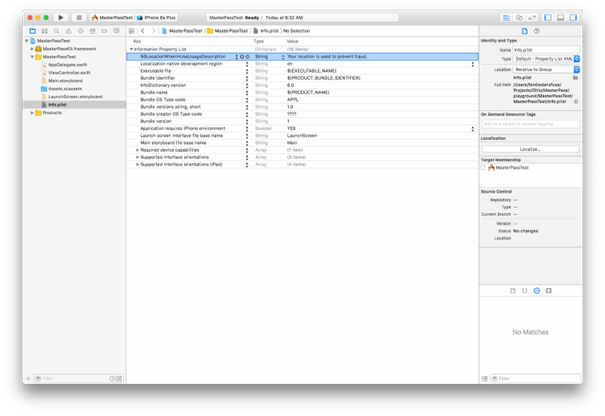 MasterPassTest
iPhone 6s Plus
MasterPassTest: Ready | Today at 9:32 AM
MasterPassTest
MasterPassKit.framework
MasterPassTest
AppDelegate.swift
ViewController.swift
Main.storyboard
Assets.xcassets
LaunchScreen.storyboard
Info.plist
Products
Filter
MasterPassTest MasterPassTest Info.plist No Selection
Key Type Value
Information Property List Dictionary (16 items)
NSLocationWhenInUseUsageDescription String Your location is used to prevent fraud.
Localization native development region String en
Executable file String $(EXECUTABLE_NAME)
Bundle identifier String $(PRODUCT_BUNDLE_IDENTIFIER)
InfoDictionary version String 6.0
Bundle name String $(PRODUCT_NAME)
Bundle OS Type code String APPL
Bundle versions string, short String 1.0
Bundle creator OS Type code String ????
Bundle version String 1
Application requires iPhone environment Boolean YES
Launch screen interface file base name String LaunchScreen
Main storyboard file base name String Main
Required device capabilities Array (1 item)
Supported interface orientations Array (3 items)
Supported interface orientations (iPad) Array (4 items)
Identity and Type
Name Info.plist
Type Default - Property List XML
Location Relative to Group
Info.plist
Full Path
Projects/Citis/MasterPass/
playground/MasterPassTest/
MasterPassTest/Info.plist
On Demand Resource Tags
Localization
Localize...
Target Membership
MasterPassTest
Source Control
Repository --
Type --
Current Branch --
Version --
Status No changes
Location
No Matches
Filter